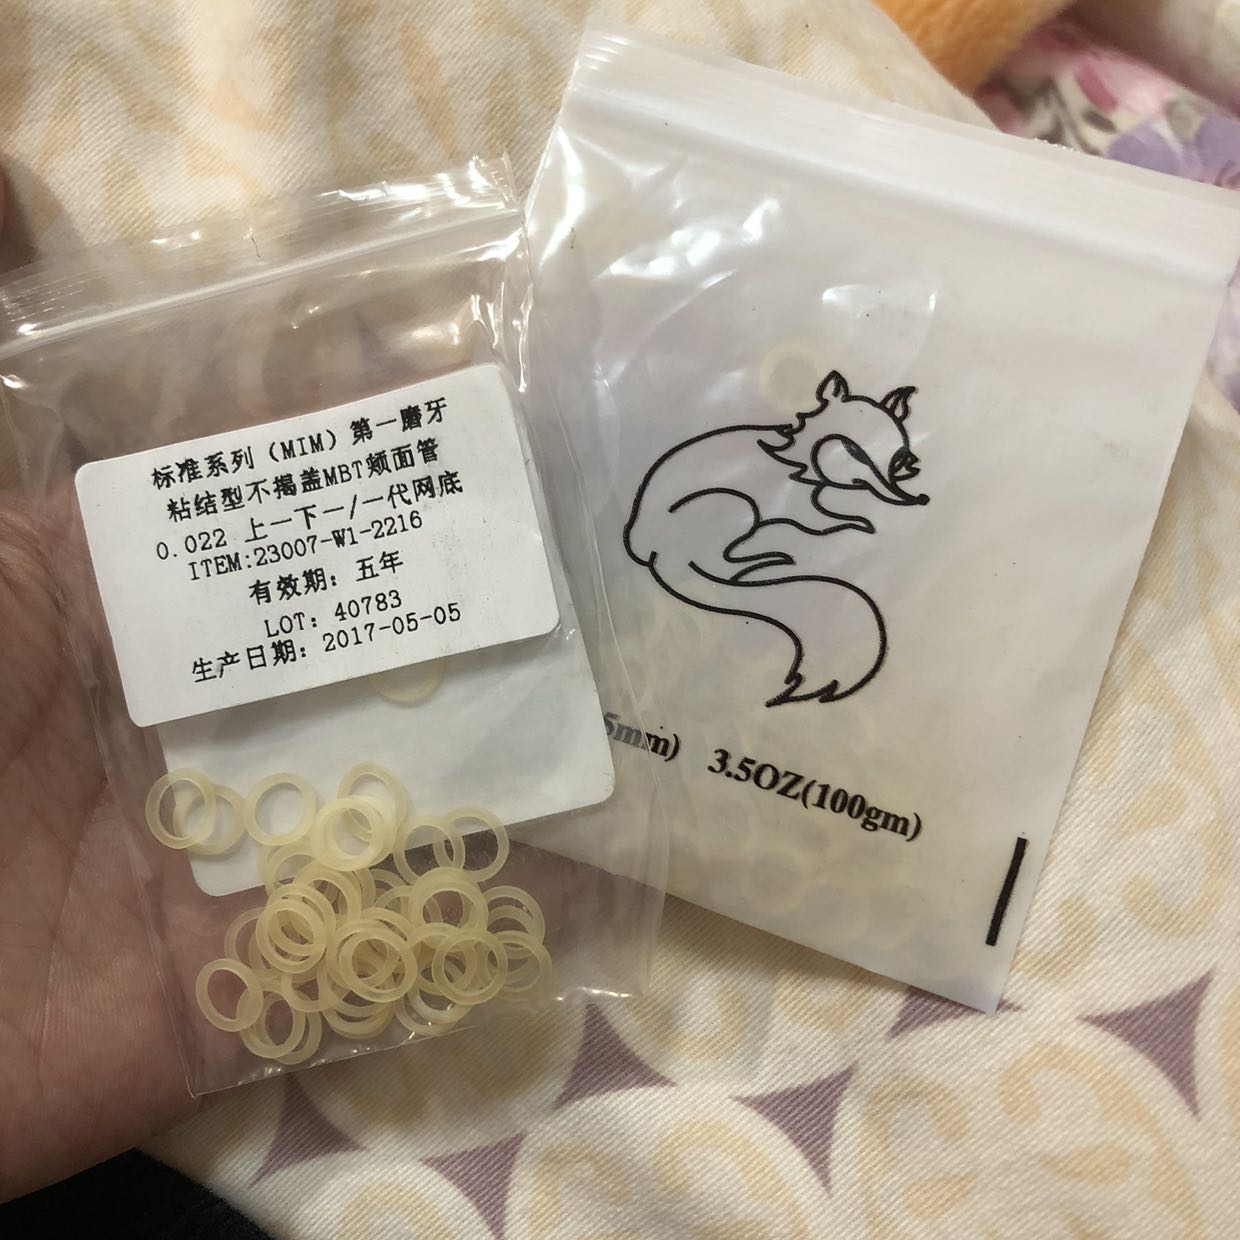 标准系列（MIM）第一磨牙
粘结型不揭盖MBT颊面管
0.022 上一下一/一代网底
ITEM:23007-W1-2216
有效期：五年
LOT：40783
生产日期：2017-05-05
5mm) 3.5OZ(100gm)